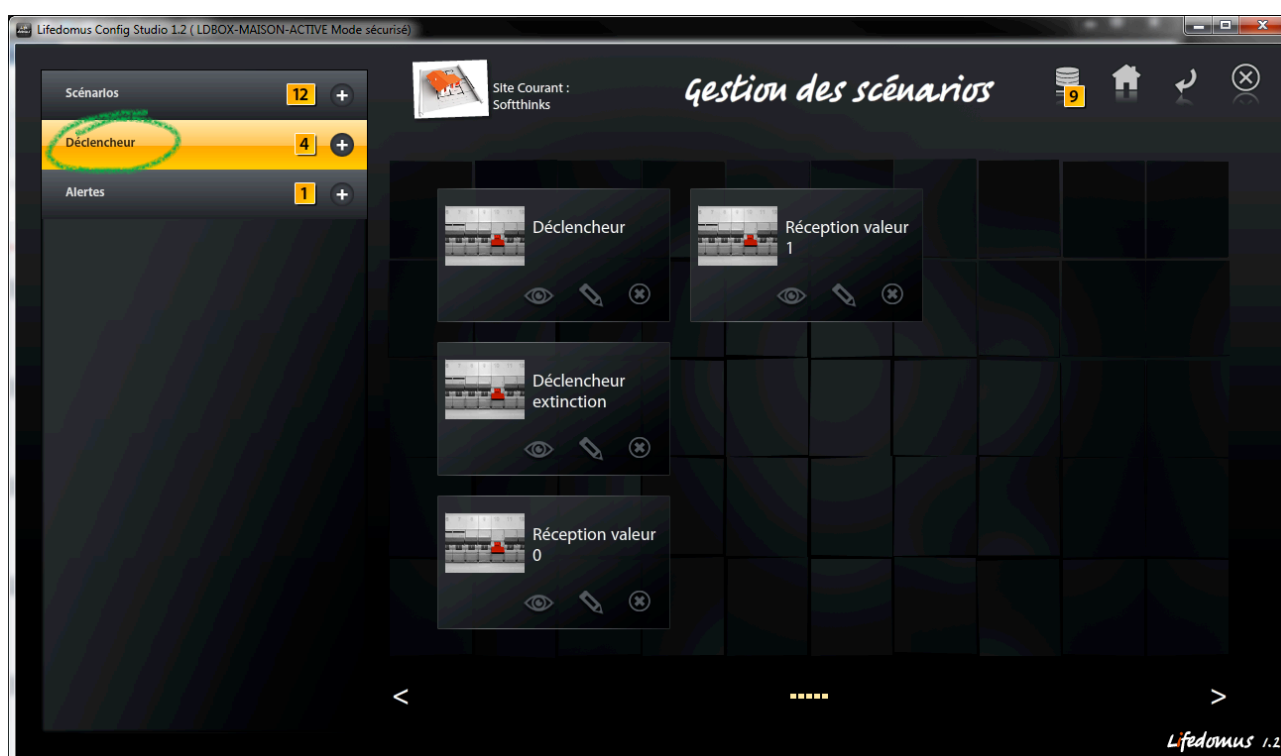 Lifedomus Config Studio 1.2 ( LDBOX-MAISON-ACTIVE Mode sécurisé)
Scénarios 12
Déclencheur 4
Alertes 1
Site Courant :
Softthinks
Gestion des scénarios
9
Déclencheur
Réception valeur
1
Déclencheur
extinction
Réception valeur
0
Lifedomus 1.2